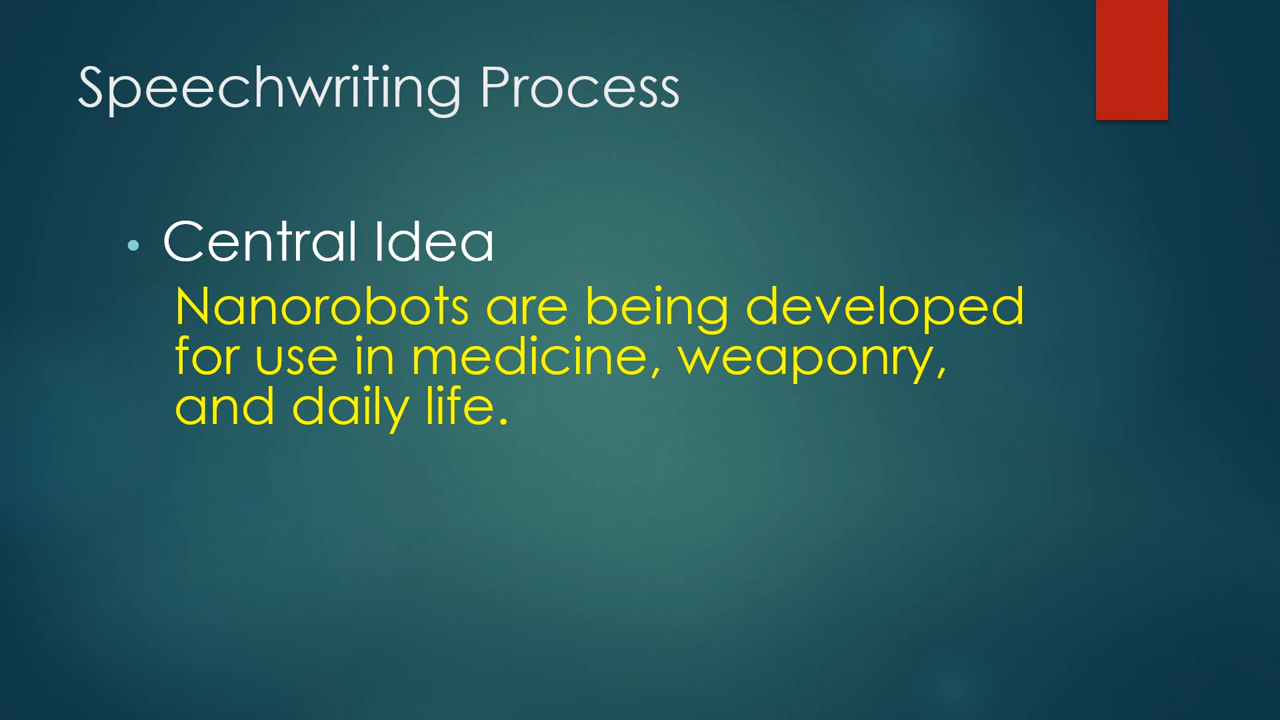 Speechwriting Process
• Central Idea
Nanorobots are being developed
for use in medicine, weaponry,
and daily life.